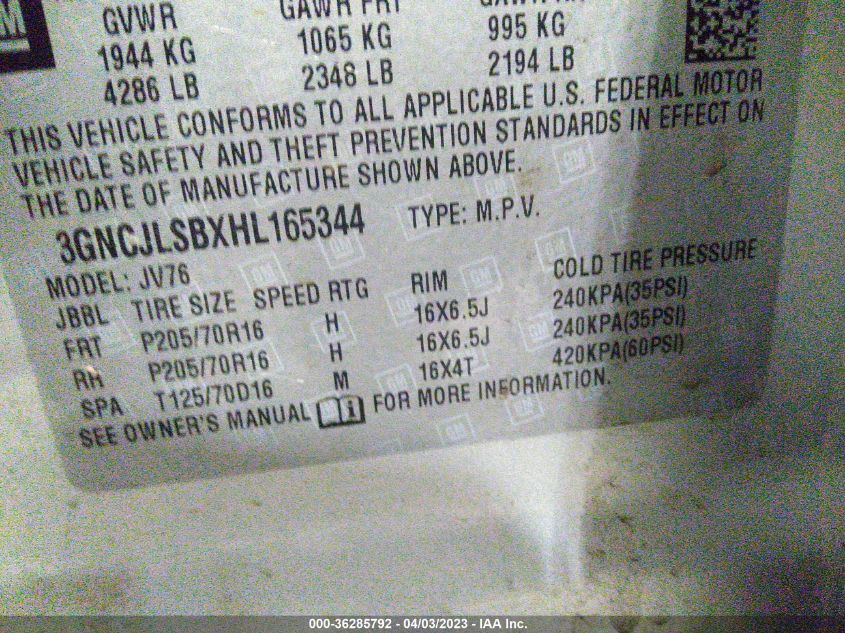 GM
GVWR GAWR FRT
1944 KG 1065 KG 995 KG
4286 LB 2348 LB 2194 LB
THIS VEHICLE CONFORMS TO ALL APPLICABLE U.S. FEDERAL MOTOR
VEHICLE SAFETY AND THEFT PREVENTION STANDARDS IN EFFECT ON
THE DATE OF MANUFACTURE SHOWN ABOVE.
3GNCJLSBXHL165344 TYPE: M.P.V.
MODEL: JV76
JBBL TIRE SIZE SPEED RTG RIM COLD TIRE PRESSURE
FRT P205/70R16 H 16X6.5J 240KPA(35PSI)
RH P205/70R16 H 16X6.5J 240KPA(35PSI)
SPA T125/70D16 M 16X4T 420KPA(60PSI)
SEE OWNER'S MANUAL FOR MORE INFORMATION.
000-36285792 - 04/03/2023 - IAA Inc.